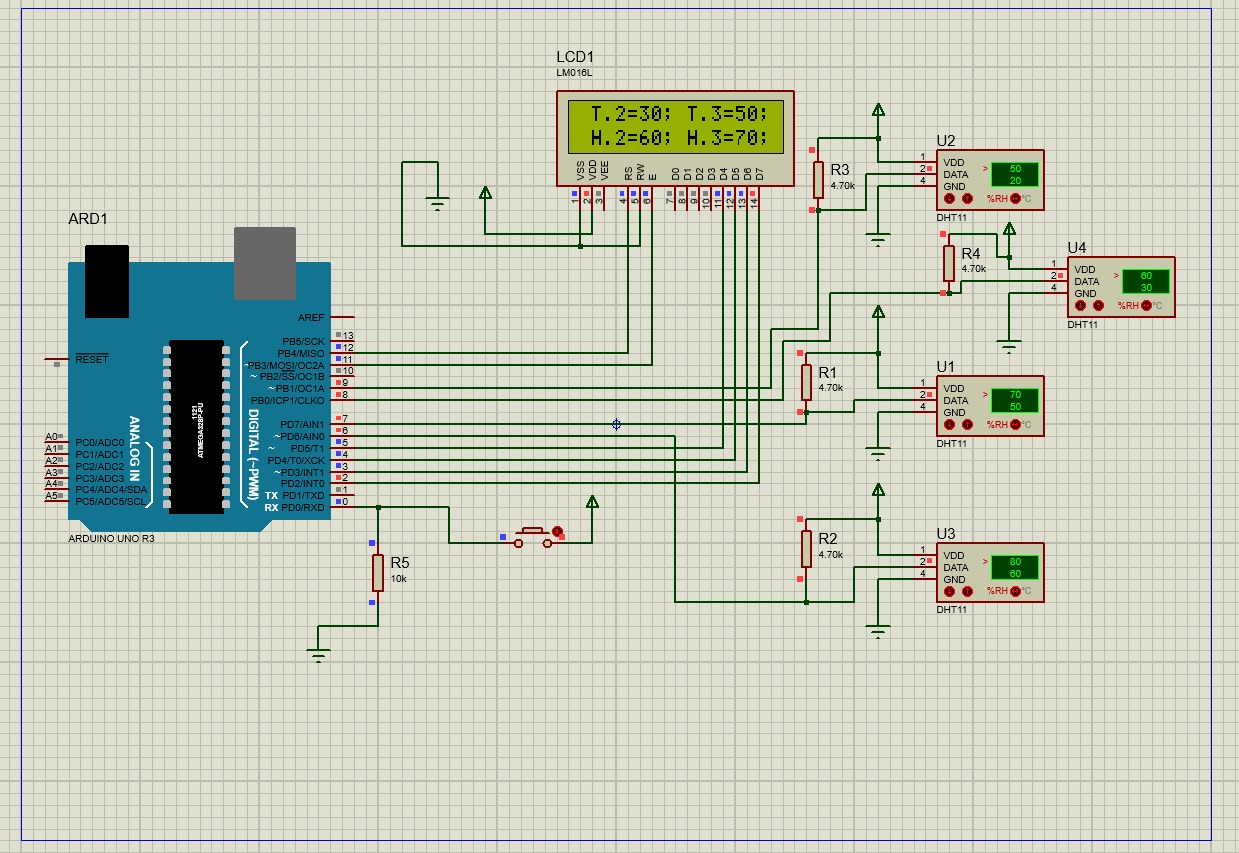 LCD1
LM016L
T.2=30; T.3=50;
H.2=60; H.3=70;
VSS VDD VEE RS RW E D0 D1 D2 D3 D4 D5 D6 D7
1 2 3 4 5 6 7 8 9 10 11 12 13 14
ARD1
AREF
PB5/SCK 13
PB4/MISO 12
~PB3/MOSI/OC2A 11
~PB2/SS/OC1B 10
~PB1/OC1A 9
PB0/ICP1/CLKO 8
PD7/AIN1 7
~PD6/AIN0 6
~PD5/T1 5
PD4/T0/XCK 4
~PD3/INT1 3
PD2/INT0 2
TX PD1/TXD 1
RX PD0/RXD 0
RESET
A0 PC0/ADC0
A1 PC1/ADC1
A2 PC2/ADC2
A3 PC3/ADC3
A4 PC4/ADC4/SDA
A5 PC5/ADC5/SCL
ANALOG IN
1121
ATMEGA328P-PU
DIGITAL (~PWM)
ARDUINO UNO R3
R5
10k
R3
4.70k
U2
1 VDD
2 DATA
4 GND
> 50
20
%RH °C
DHT11
R4
4.70k
U4
1 VDD
2 DATA
4 GND
> 60
30
%RH °C
DHT11
R1
4.70k
U1
1 VDD
2 DATA
4 GND
> 70
50
%RH °C
DHT11
R2
4.70k
U3
1 VDD
2 DATA
4 GND
> 80
60
%RH °C
DHT11